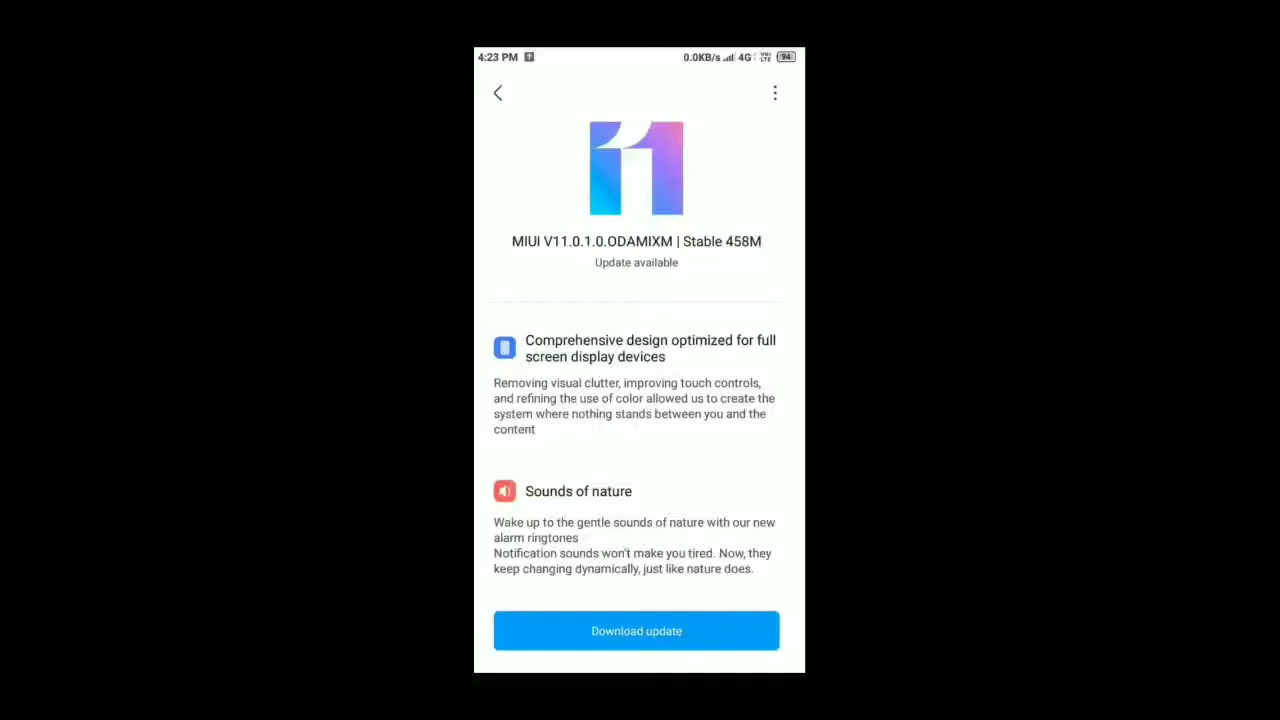 4:23 PM 0.0KB/s 4G VoLTE 94
11
MIUI V11.0.1.0.ODAMIXM | Stable 458M
Update available
Comprehensive design optimized for full
screen display devices
Removing visual clutter, improving touch controls,
and refining the use of color allowed us to create the
system where nothing stands between you and the
content
Sounds of nature
Wake up to the gentle sounds of nature with our new
alarm ringtones
Notification sounds won't make you tired. Now, they
keep changing dynamically, just like nature does.
Download update